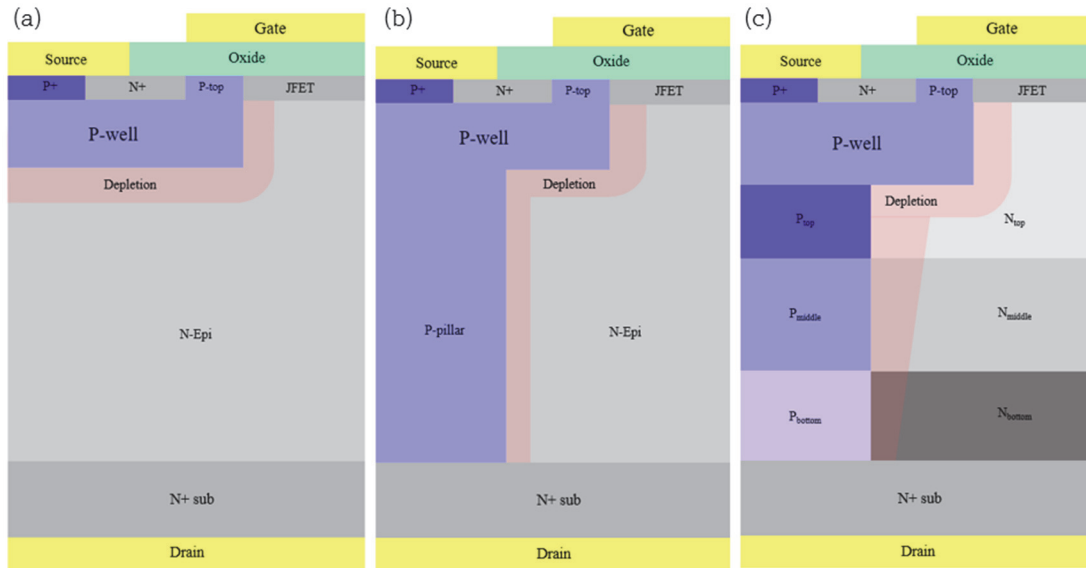 (a)
Gate
Source
Oxide
P+
N+
P-top
JFET
P-well
Depletion
N-Epi
N+ sub
Drain
(b)
Gate
Source
Oxide
P+
N+
P-top
JFET
P-well
Depletion
P-pillar
N-Epi
N+ sub
Drain
(c)
Gate
Source
Oxide
P+
N+
P-top
JFET
P-well
Depletion
Ptop
Ntop
Pmiddle
Nmiddle
Pbottom
Nbottom
N+ sub
Drain